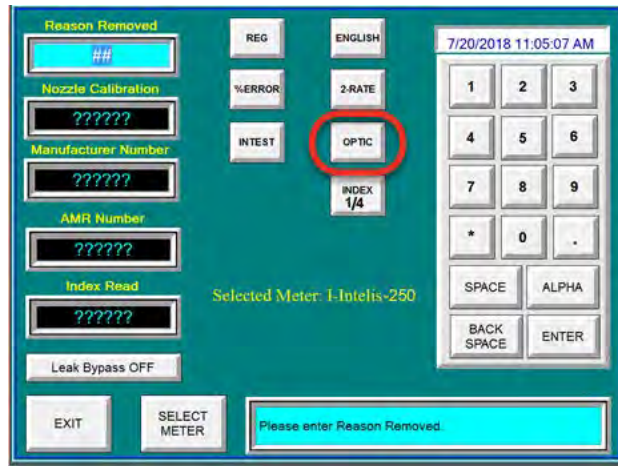 Reason Removed
##
Nozzle Calibration
??????
Manufacturer Number
??????
AMR Number
??????
Index Read
??????
Leak Bypass OFF
REG
ENGLISH
%ERROR
2-RATE
INTEST
OPTIC
INDEX
1/4
Selected Meter: I-Intelis-250
7/20/2018 11:05:07 AM
1 2 3
4 5 6
7 8 9
* 0 .
SPACE ALPHA
BACK
SPACE
ENTER
EXIT
SELECT
METER
Please enter Reason Removed.